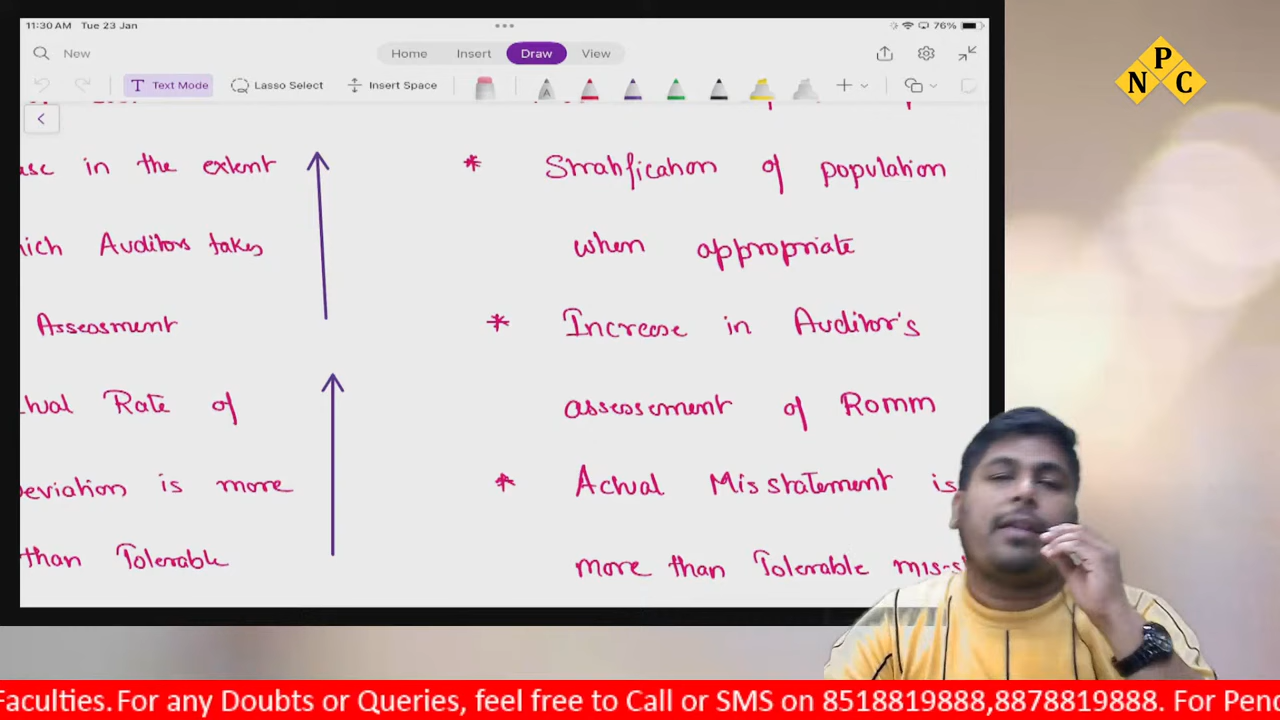 11:30 AM Tue 23 Jan
76%
New
Home Insert Draw View
Text Mode Lasso Select Insert Space
N P C
in the extent
Auditors takes
Assessment
Rate of
is more
than Tolerable
* Stratification of population
when appropriate
* Increase in Auditor's
assessment of Romm
* Actual Misstatement is
more than Tolerable
Faculties. For any Doubts or Queries, feel free to Call or SMS on 8518819888,8878819888. For